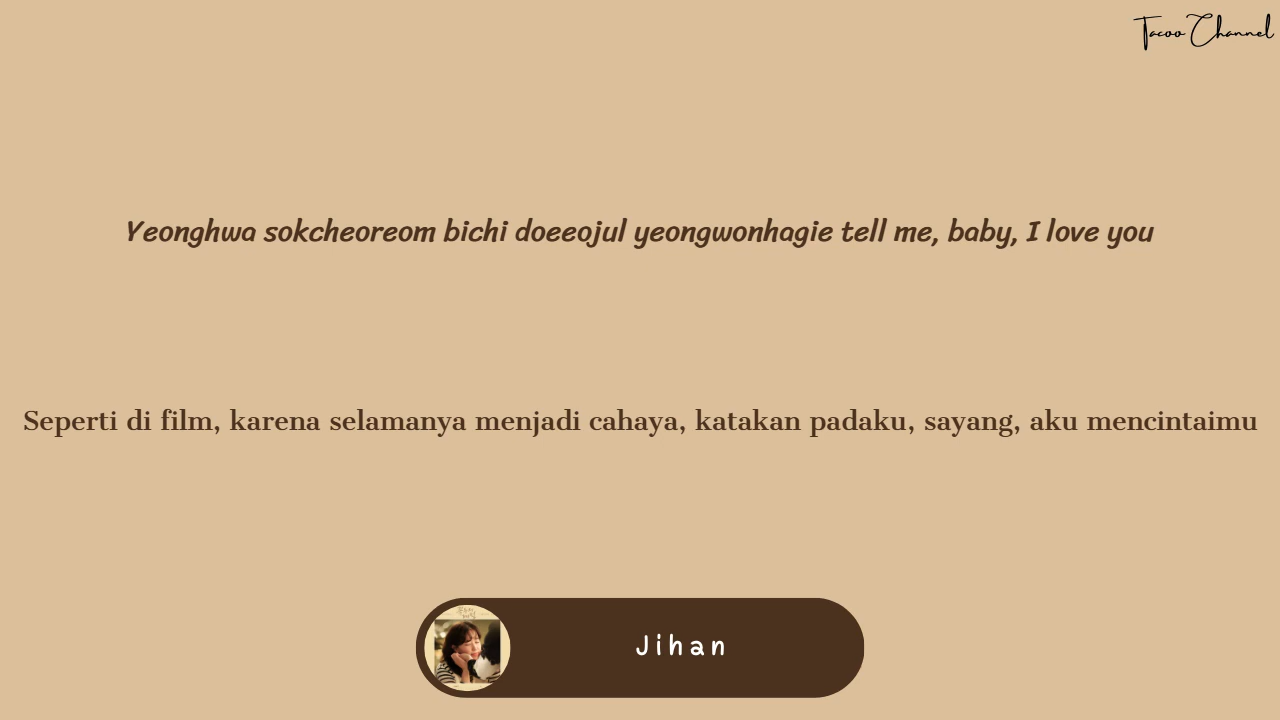 Tacoo Channel
Yeonghwa sokcheoreom bichi doeeojul yeongwonhagie tell me, baby, I love you
Seperti di film, karena selamanya menjadi cahaya, katakan padaku, sayang, aku mencintaimu
Jihan